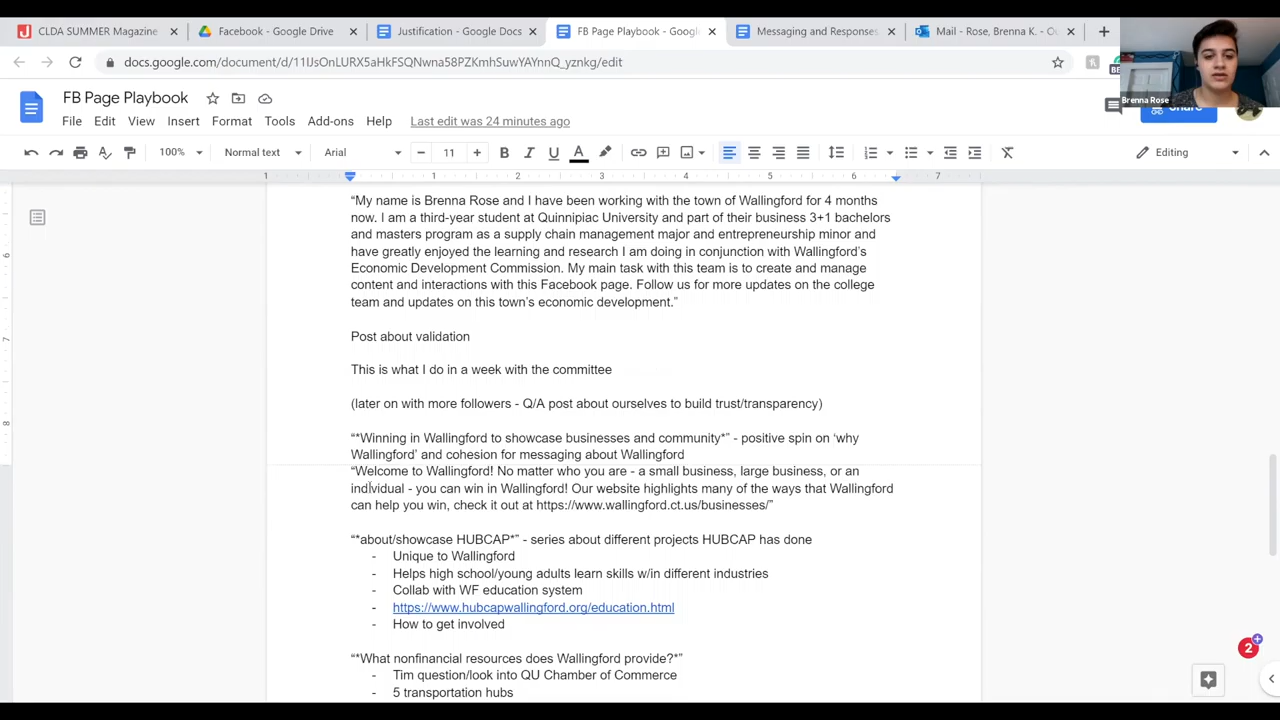 CLDA SUMMER Magazine
Facebook - Google Drive
Justification - Google Docs
FB Page Playbook - Goog
Messaging and Responses
Mail - Rose, Brenna K. - O
docs.google.com/document/d/11IJsOnLURX5aHkFSQNwhaS8PZKmhSuwYAYnnQ_yznkg/edit
Brenna Rose
FB Page Playbook
File Edit View Insert Format Tools Add-ons Help Last edit was 24 minutes ago
100% Normal text Arial 11 Editing
1 1 2 3 4 5 6 7
“My name is Brenna Rose and I have been working with the town of Wallingford for 4 months
now. I am a third-year student at Quinnipiac University and part of their business 3+1 bachelors
and masters program as a supply chain management major and entrepreneurship minor and
have greatly enjoyed the learning and research I am doing in conjunction with Wallingford’s
Economic Development Commission. My main task with this team is to create and manage
content and interactions with this Facebook page. Follow us for more updates on the college
team and updates on this town’s economic development.”
Post about validation
This is what I do in a week with the committee
(later on with more followers - Q/A post about ourselves to build trust/transparency)
“*Winning in Wallingford to showcase businesses and community*” - positive spin on ‘why
Wallingford’ and cohesion for messaging about Wallingford
“Welcome to Wallingford! No matter who you are - a small business, large business, or an
individual - you can win in Wallingford! Our website highlights many of the ways that Wallingford
can help you win, check it out at https://www.wallingford.ct.us/businesses/”
“*about/showcase HUBCAP*” - series about different projects HUBCAP has done
- Unique to Wallingford
- Helps high school/young adults learn skills w/in different industries
- Collab with WF education system
- https://www.hubcapwallingford.org/education.html
- How to get involved
“*What nonfinancial resources does Wallingford provide?*”
- Tim question/look into QU Chamber of Commerce
- 5 transportation hubs
2